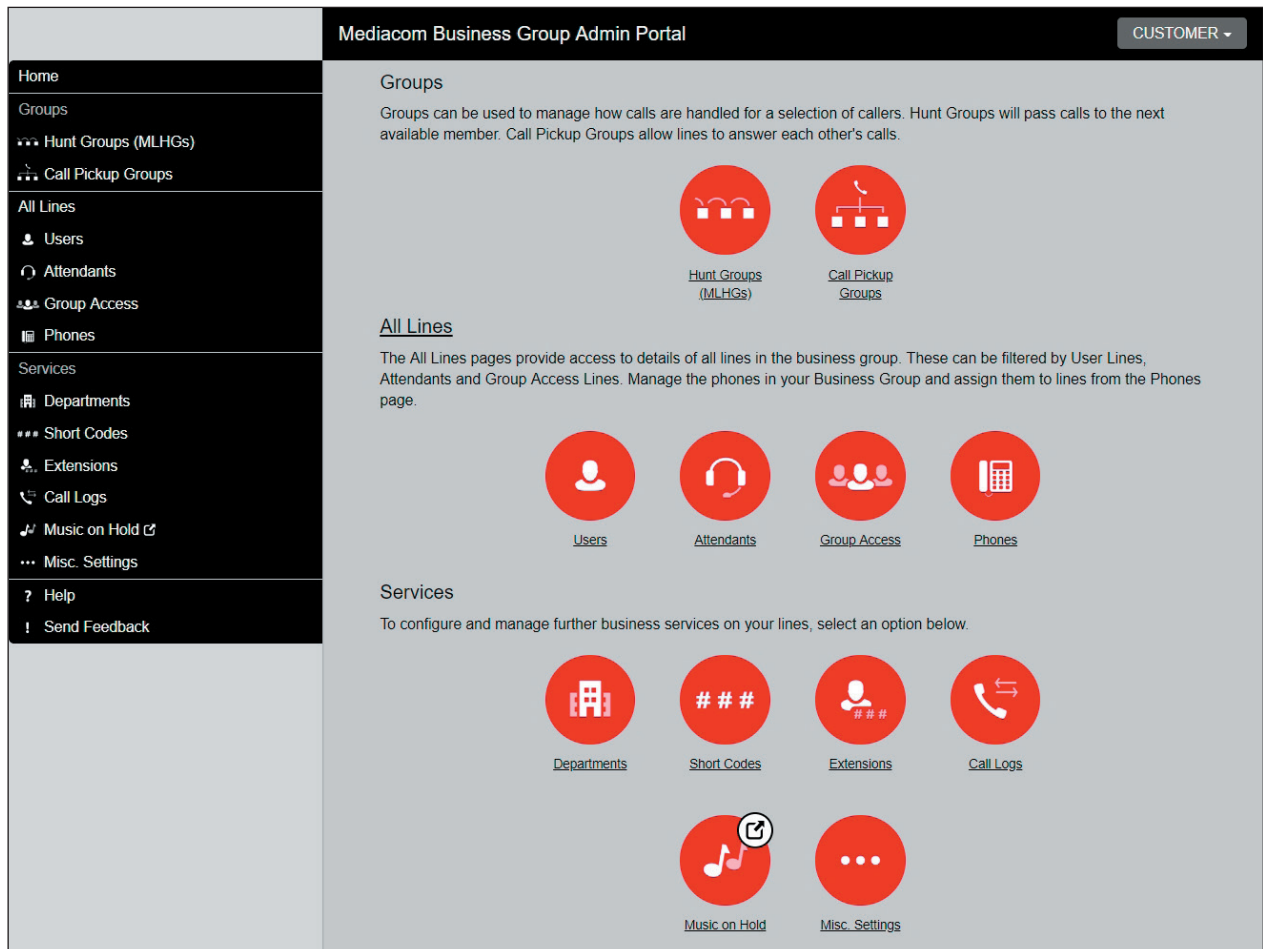 Mediacom Business Group Admin Portal
CUSTOMER
Home
Groups
Hunt Groups (MLHGs)
Call Pickup Groups
All Lines
Users
Attendants
Group Access
Phones
Services
Departments
### Short Codes
Extensions
Call Logs
Music on Hold
Misc. Settings
? Help
! Send Feedback
Groups
Groups can be used to manage how calls are handled for a selection of callers. Hunt Groups will pass calls to the next
available member. Call Pickup Groups allow lines to answer each other's calls.
Hunt Groups
(MLHGs)
Call Pickup
Groups
All Lines
The All Lines pages provide access to details of all lines in the business group. These can be filtered by User Lines,
Attendants and Group Access Lines. Manage the phones in your Business Group and assign them to lines from the Phones
page.
Users
Attendants
Group Access
Phones
Services
To configure and manage further business services on your lines, select an option below.
# # #
# # #
Departments
Short Codes
Extensions
Call Logs
Music on Hold
Misc. Settings